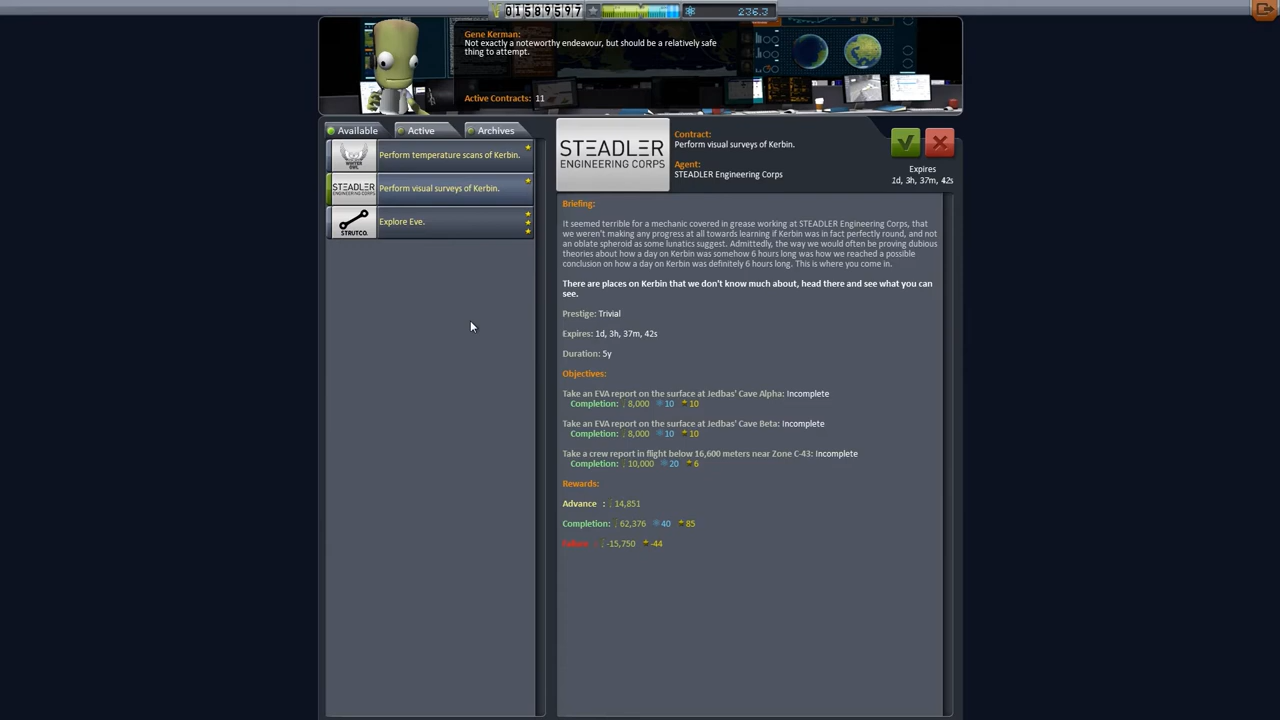 01589597
236.3
Gene Kerman:
Not exactly a noteworthy endeavour, but should be a relatively safe
thing to attempt.
Active Contracts: 11
Available
Active
Archives
WINTER
OWL
Perform temperature scans of Kerbin.
STEADLER
ENGINEERING CORPS
Perform visual surveys of Kerbin.
STRUTCO.
Explore Eve.
STEADLER
ENGINEERING CORPS
Contract:
Perform visual surveys of Kerbin.
Agent:
STEADLER Engineering Corps
Expires
1d, 3h, 37m, 42s
Briefing:
It seemed terrible for a mechanic covered in grease working at STEADLER Engineering Corps, that
we weren't making any progress at all towards learning if Kerbin was in fact perfectly round, and not
an oblate spheroid as some lunatics suggest. Admittedly, the way we would often be proving dubious
theories about how a day on Kerbin was somehow 6 hours long was how we reached a possible
conclusion on how a day on Kerbin was definitely 6 hours long. This is where you come in.
There are places on Kerbin that we don't know much about, head there and see what you can
see.
Prestige: Trivial
Expires: 1d, 3h, 37m, 42s
Duration: 5y
Objectives:
Take an EVA report on the surface at Jedbas' Cave Alpha: Incomplete
Completion: 8,000 10 10
Take an EVA report on the surface at Jedbas' Cave Beta: Incomplete
Completion: 8,000 10 10
Take a crew report in flight below 16,600 meters near Zone C-43: Incomplete
Completion: 10,000 20 6
Rewards:
Advance : 14,851
Completion: 62,376 40 85
Failure: -15,750 -44